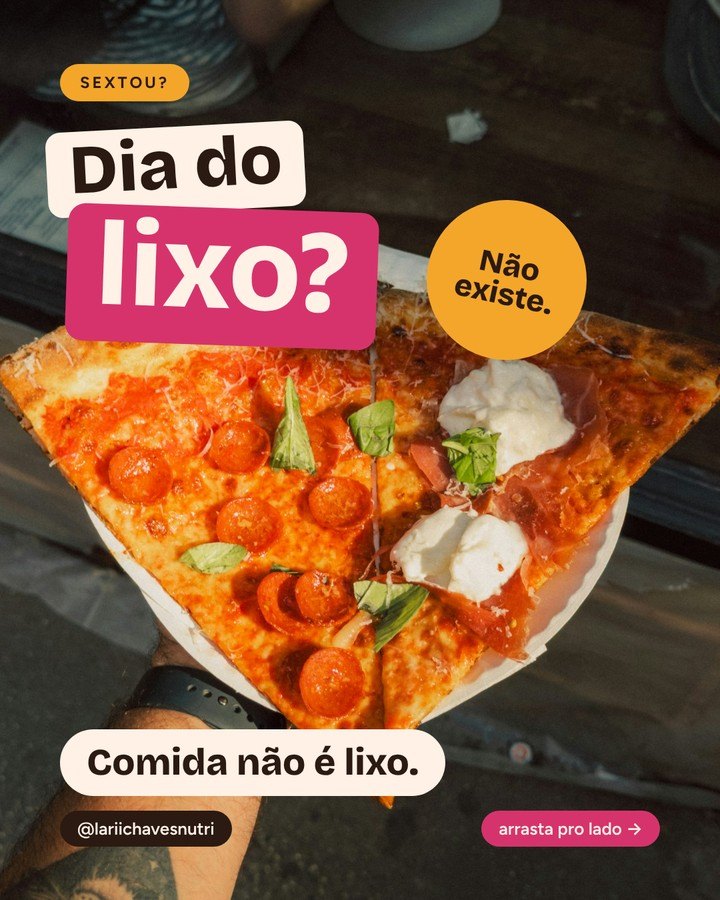 SEXTOU?
Dia do
lixo?
Não
existe.
Comida não é lixo.
@lariichavesnutri
arrasta pro lado →